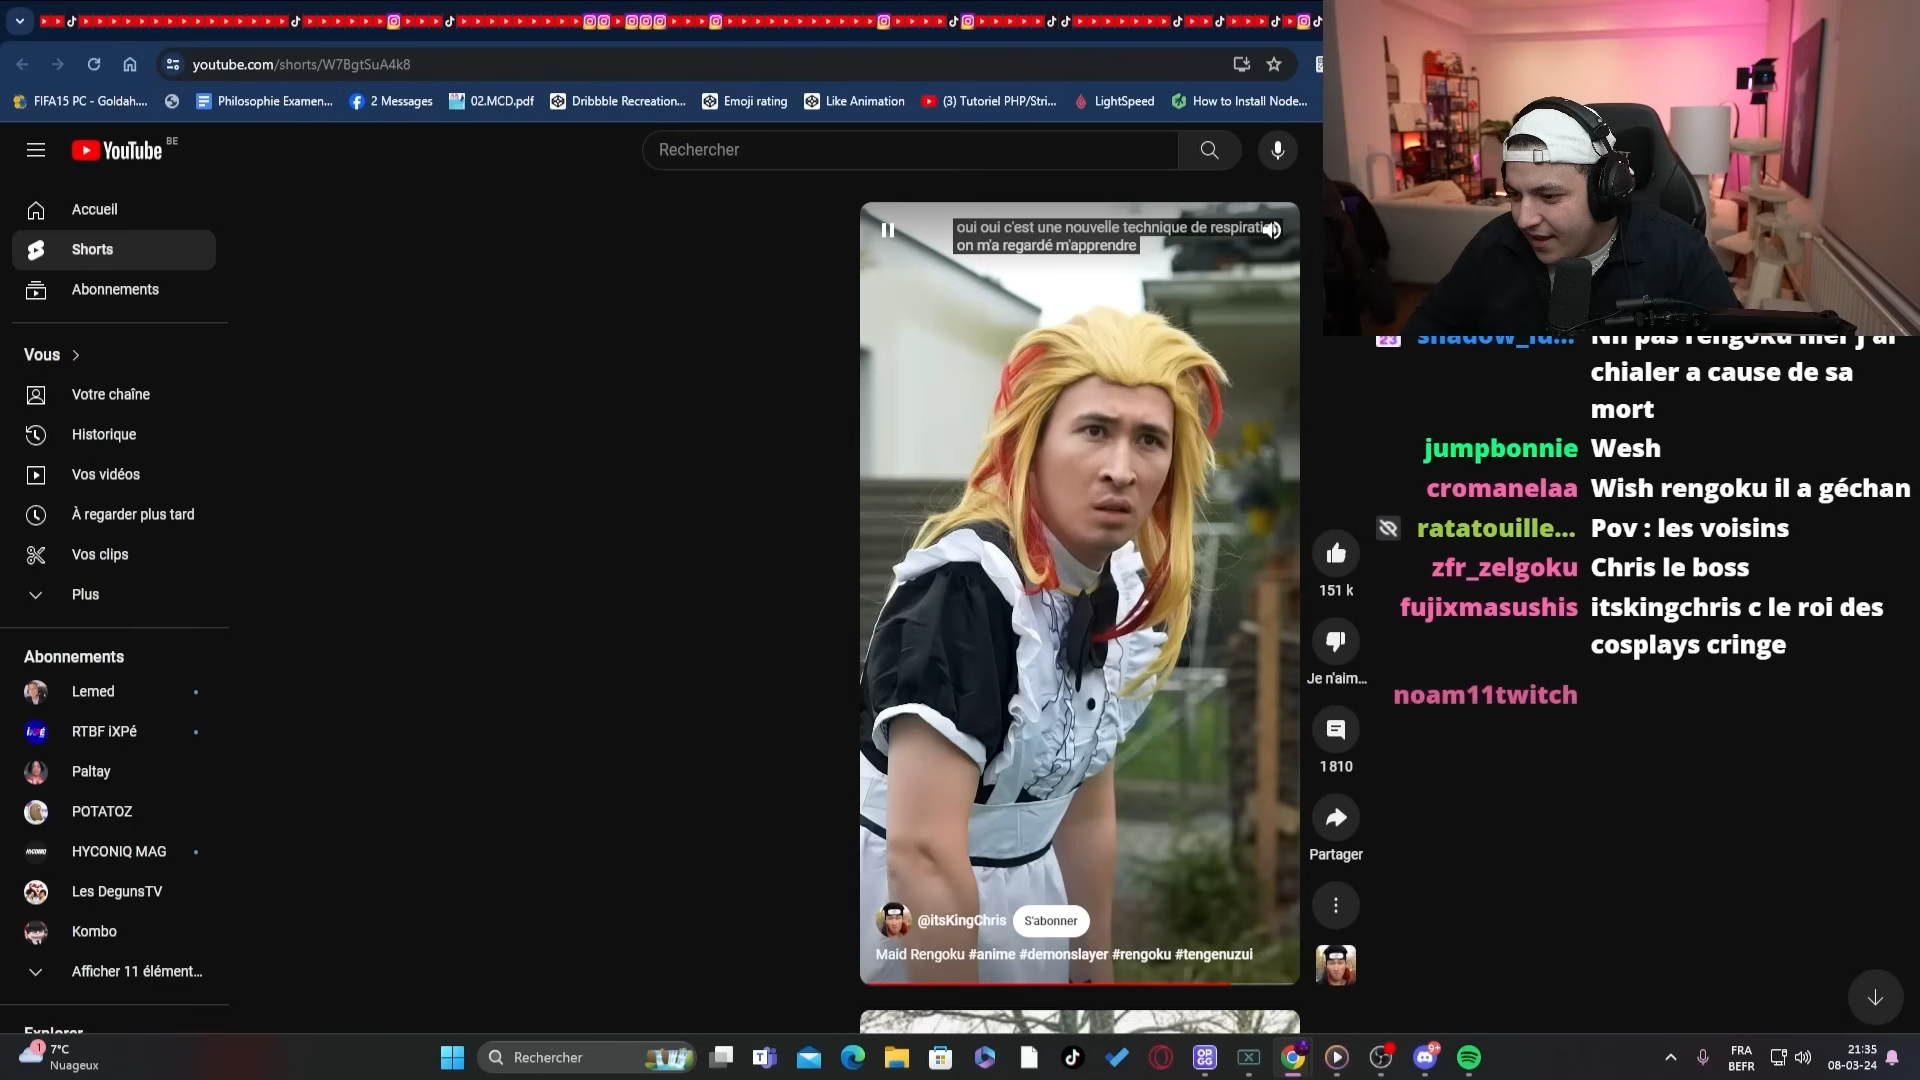 youtube.com/shorts/W7BgtSuA4k8
FIFA15 PC - Goldah....
Philosophie Examen...
2 Messages
02.MCD.pdf
Dribbble Recreation...
Emoji rating
Like Animation
(3) Tutoriel PHP/Stri...
LightSpeed
How to Install Node...
YouTube BE
Rechercher
Accueil
Shorts
Abonnements
Vous
Votre chaîne
Historique
Vos vidéos
À regarder plus tard
Vos clips
Plus
Abonnements
Lemed
RTBF iXPé
Paltay
POTATOZ
HYCONIQ MAG
Les DegunsTV
Kombo
Afficher 11 élément...
Explorer
oui oui c'est une nouvelle technique de respiration
on m'a regardé m'apprendre
@itsKingChris
S'abonner
Maid Rengoku #anime #demonslayer #rengoku #tengenuzui
151 k
Je n'aim...
1 810
Partager
23
Nn pas rengoku hier j'ai
chialer a cause de sa
mort
jumpbonnie Wesh
cromanelaa Wish rengoku il a géchan
ratatouille... Pov : les voisins
zfr_zelgoku Chris le boss
fujixmasushis itskingchris c le roi des
cosplays cringe
noam11twitch
1
7°C
Nuageux
Rechercher
OP
GG
9+
FRA
BEFR
21:35
08-03-24